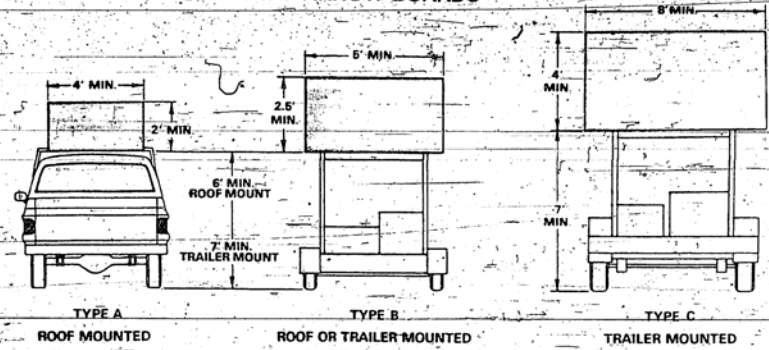 8' MIN.
5' MIN.
4' MIN.
2' MIN.
2.5'
MIN.
4'
MIN.
6' MIN.
ROOF MOUNT
7' MIN.
TRAILER MOUNT
7'
MIN.
TYPE A
ROOF MOUNTED
TYPE B
ROOF OR TRAILER MOUNTED
TYPE C
TRAILER MOUNTED